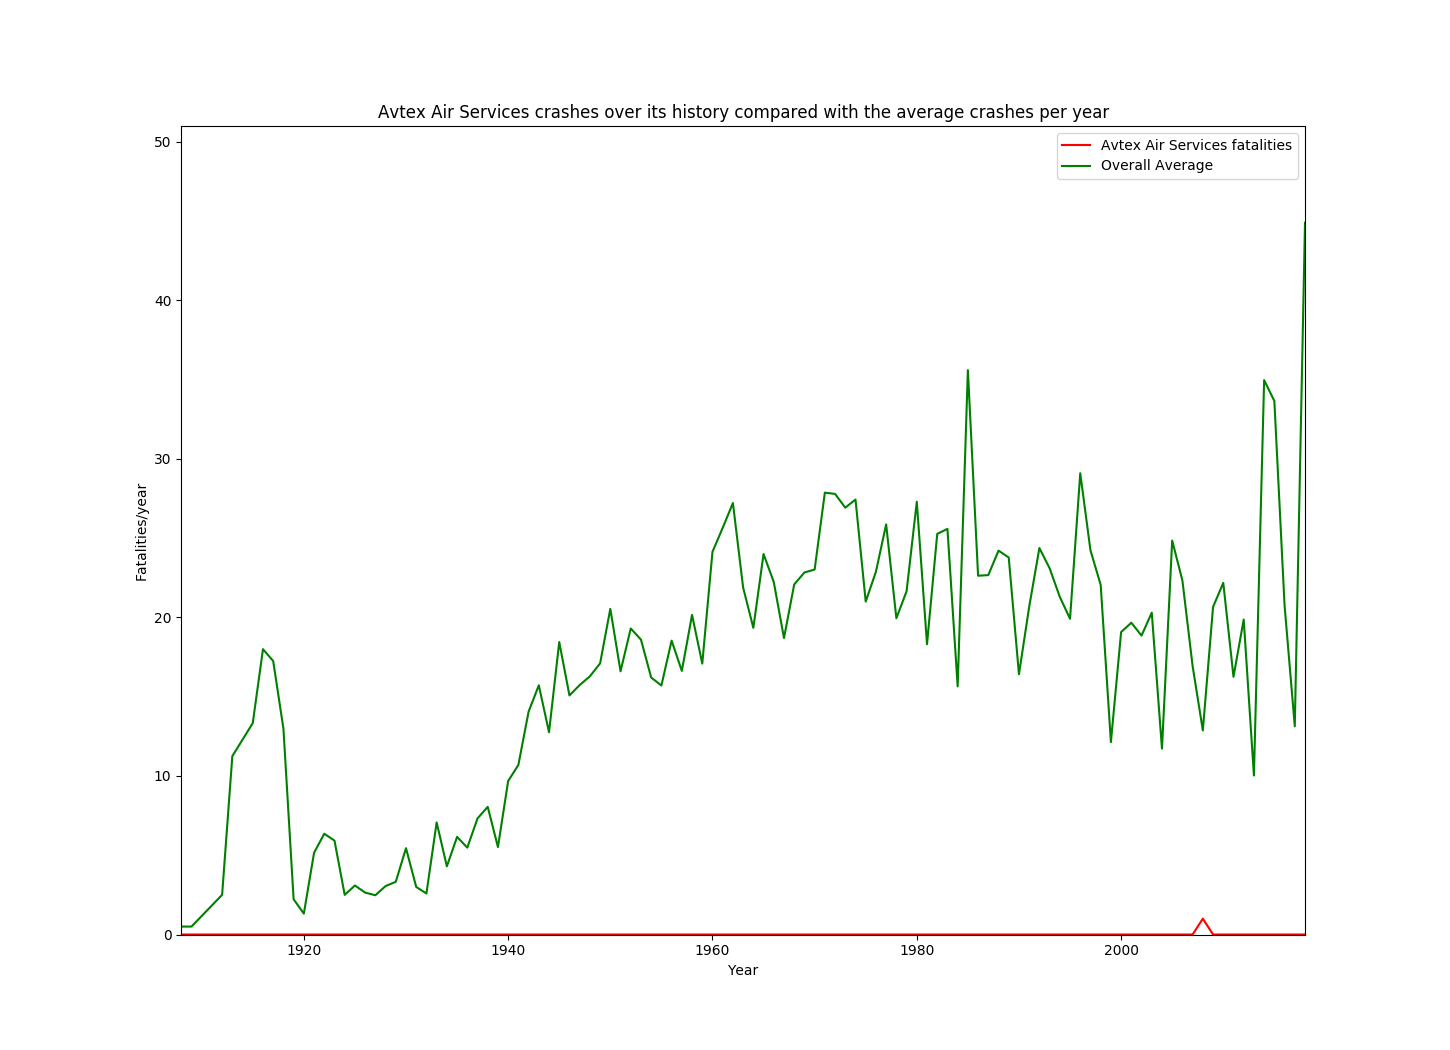 Avtex Air Services crashes over its history compared with the average crashes per year
Avtex Air Services fatalities
Overall Average
50
40
30
20
10
0
Fatalities/year
1920
1940
1960
1980
2000
Year